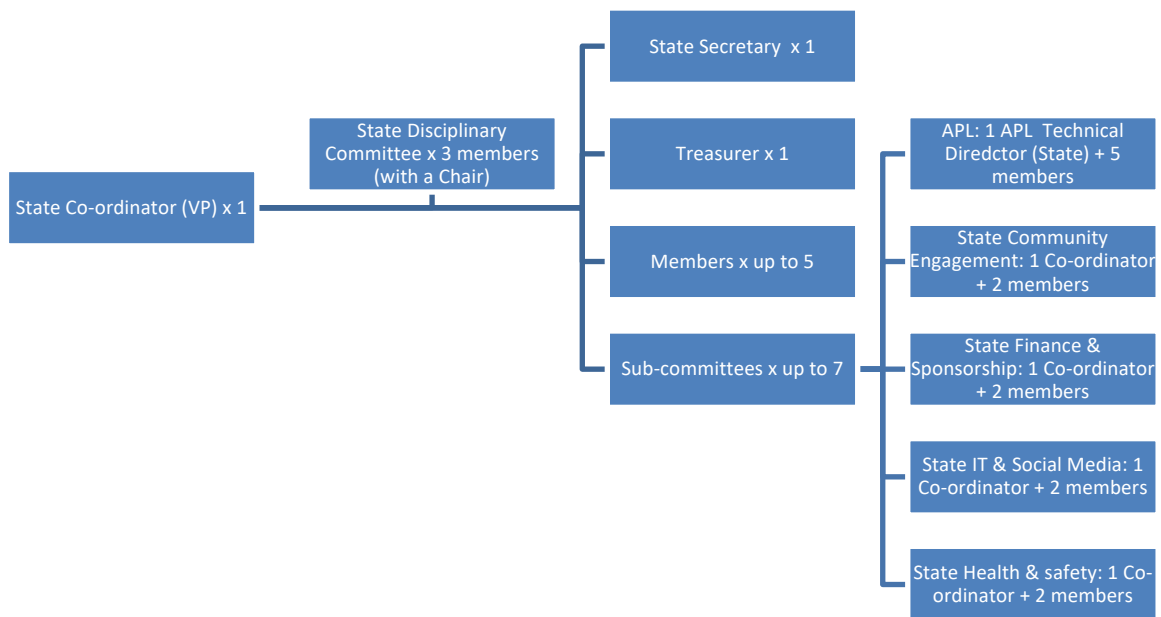 State Co-ordinator (VP) x 1
State Disciplinary
Committee x 3 members
(with a Chair)
State Secretary  x 1
Treasurer x 1
Members x up to 5
Sub-committees x up to 7
APL: 1 APL  Technical
Diredctor (State) + 5
members
State Community
Engagement: 1 Co-ordinator
+ 2 members
State Finance &
Sponsorship: 1 Co-ordinator
+ 2 members
State IT & Social Media: 1
Co-ordinator + 2 members
State Health & safety: 1 Co-
ordinator + 2 members